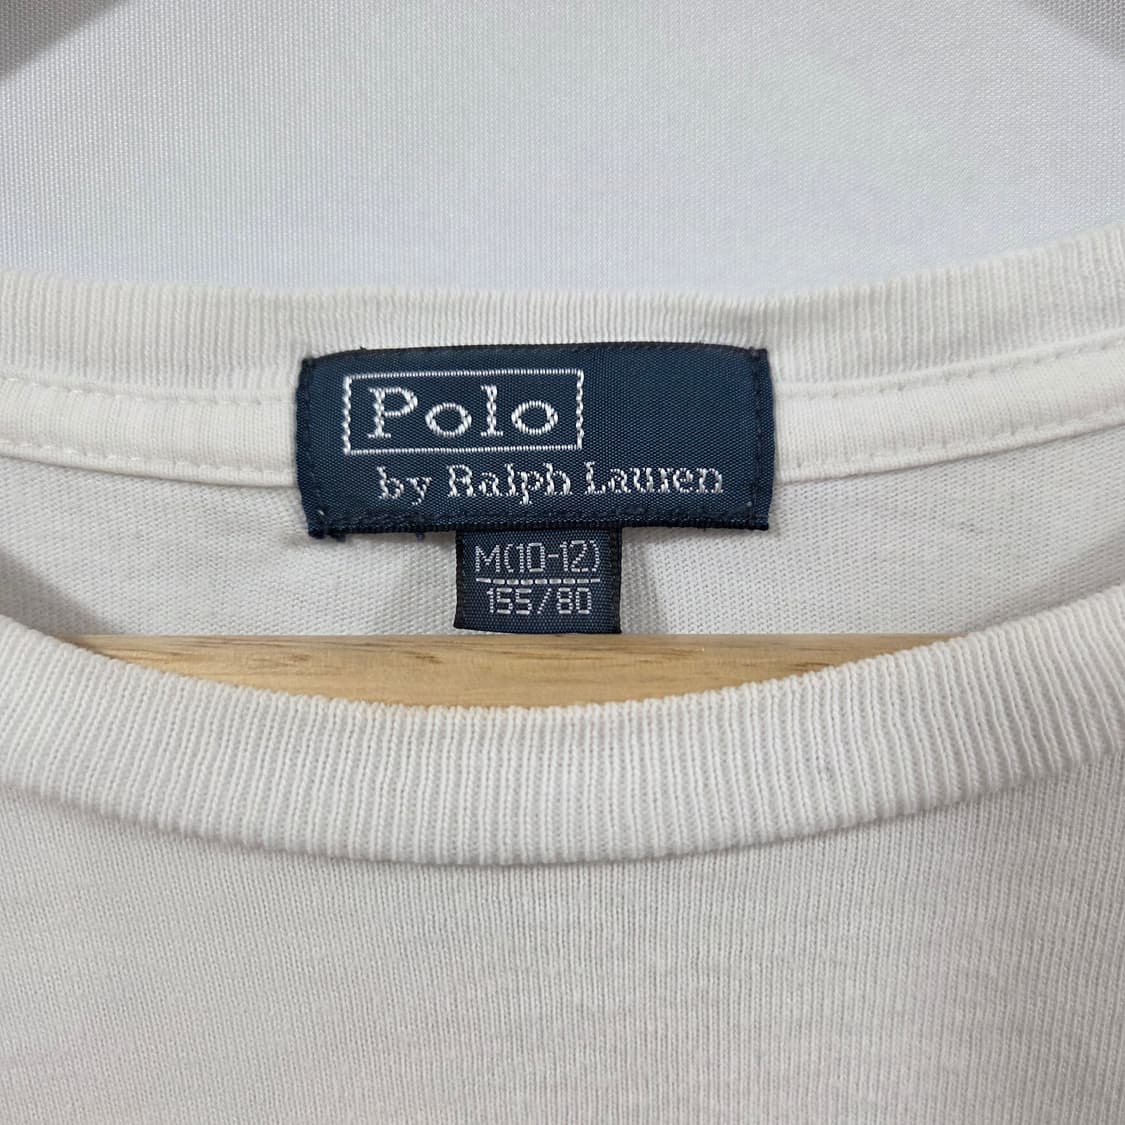 Polo
by Ralph Lauren
M(10-12)
155/80